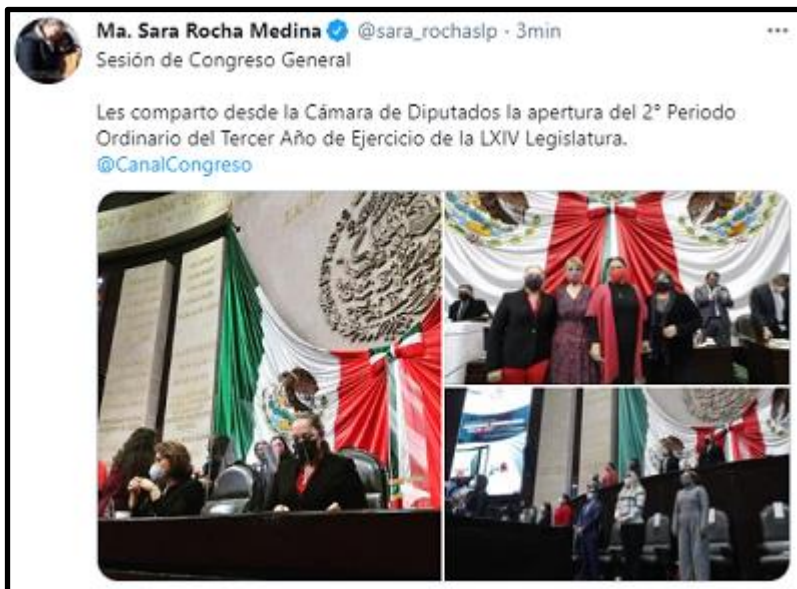 Ma. Sara Rocha Medina @sara_rochaslp · 3min
Sesión de Congreso General
Les comparto desde la Cámara de Diputados la apertura del 2° Periodo
Ordinario del Tercer Año de Ejercicio de la LXIV Legislatura.
@CanalCongreso